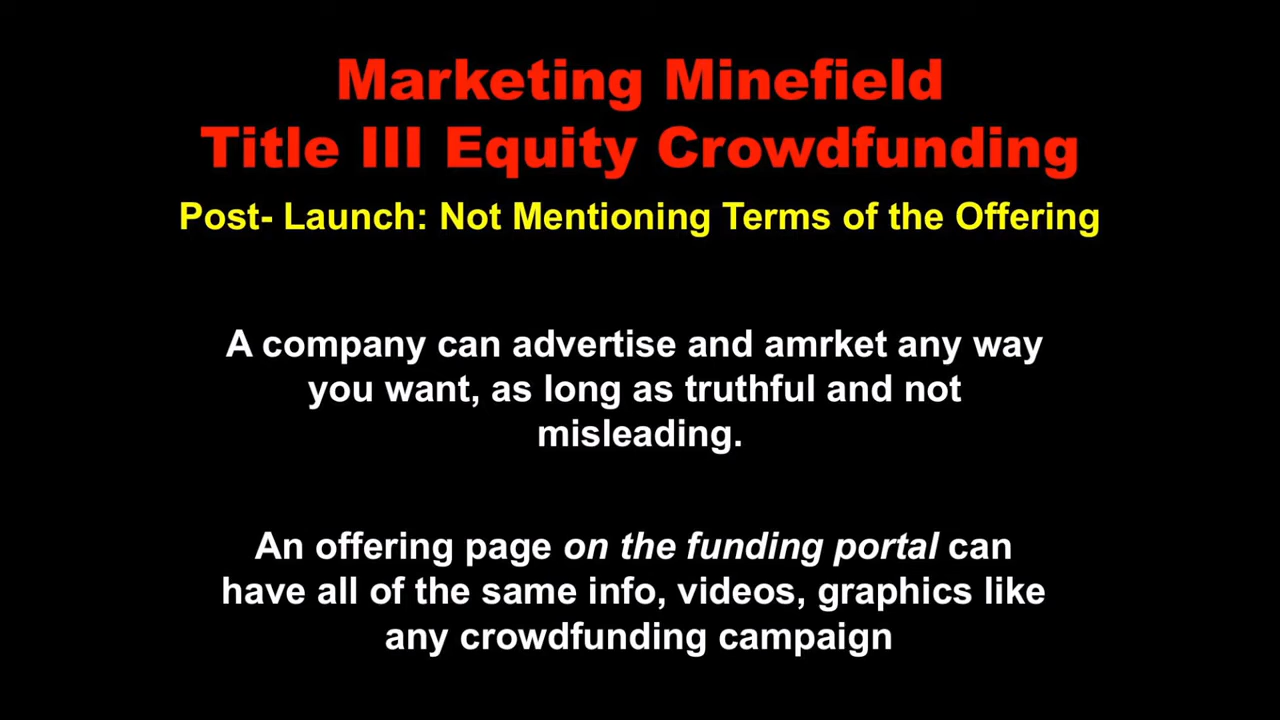 Marketing Minefield
Title III Equity Crowdfunding
Post- Launch: Not Mentioning Terms of the Offering
A company can advertise and amrket any way
you want, as long as truthful and not
misleading.
An offering page on the funding portal can
have all of the same info, videos, graphics like
any crowdfunding campaign